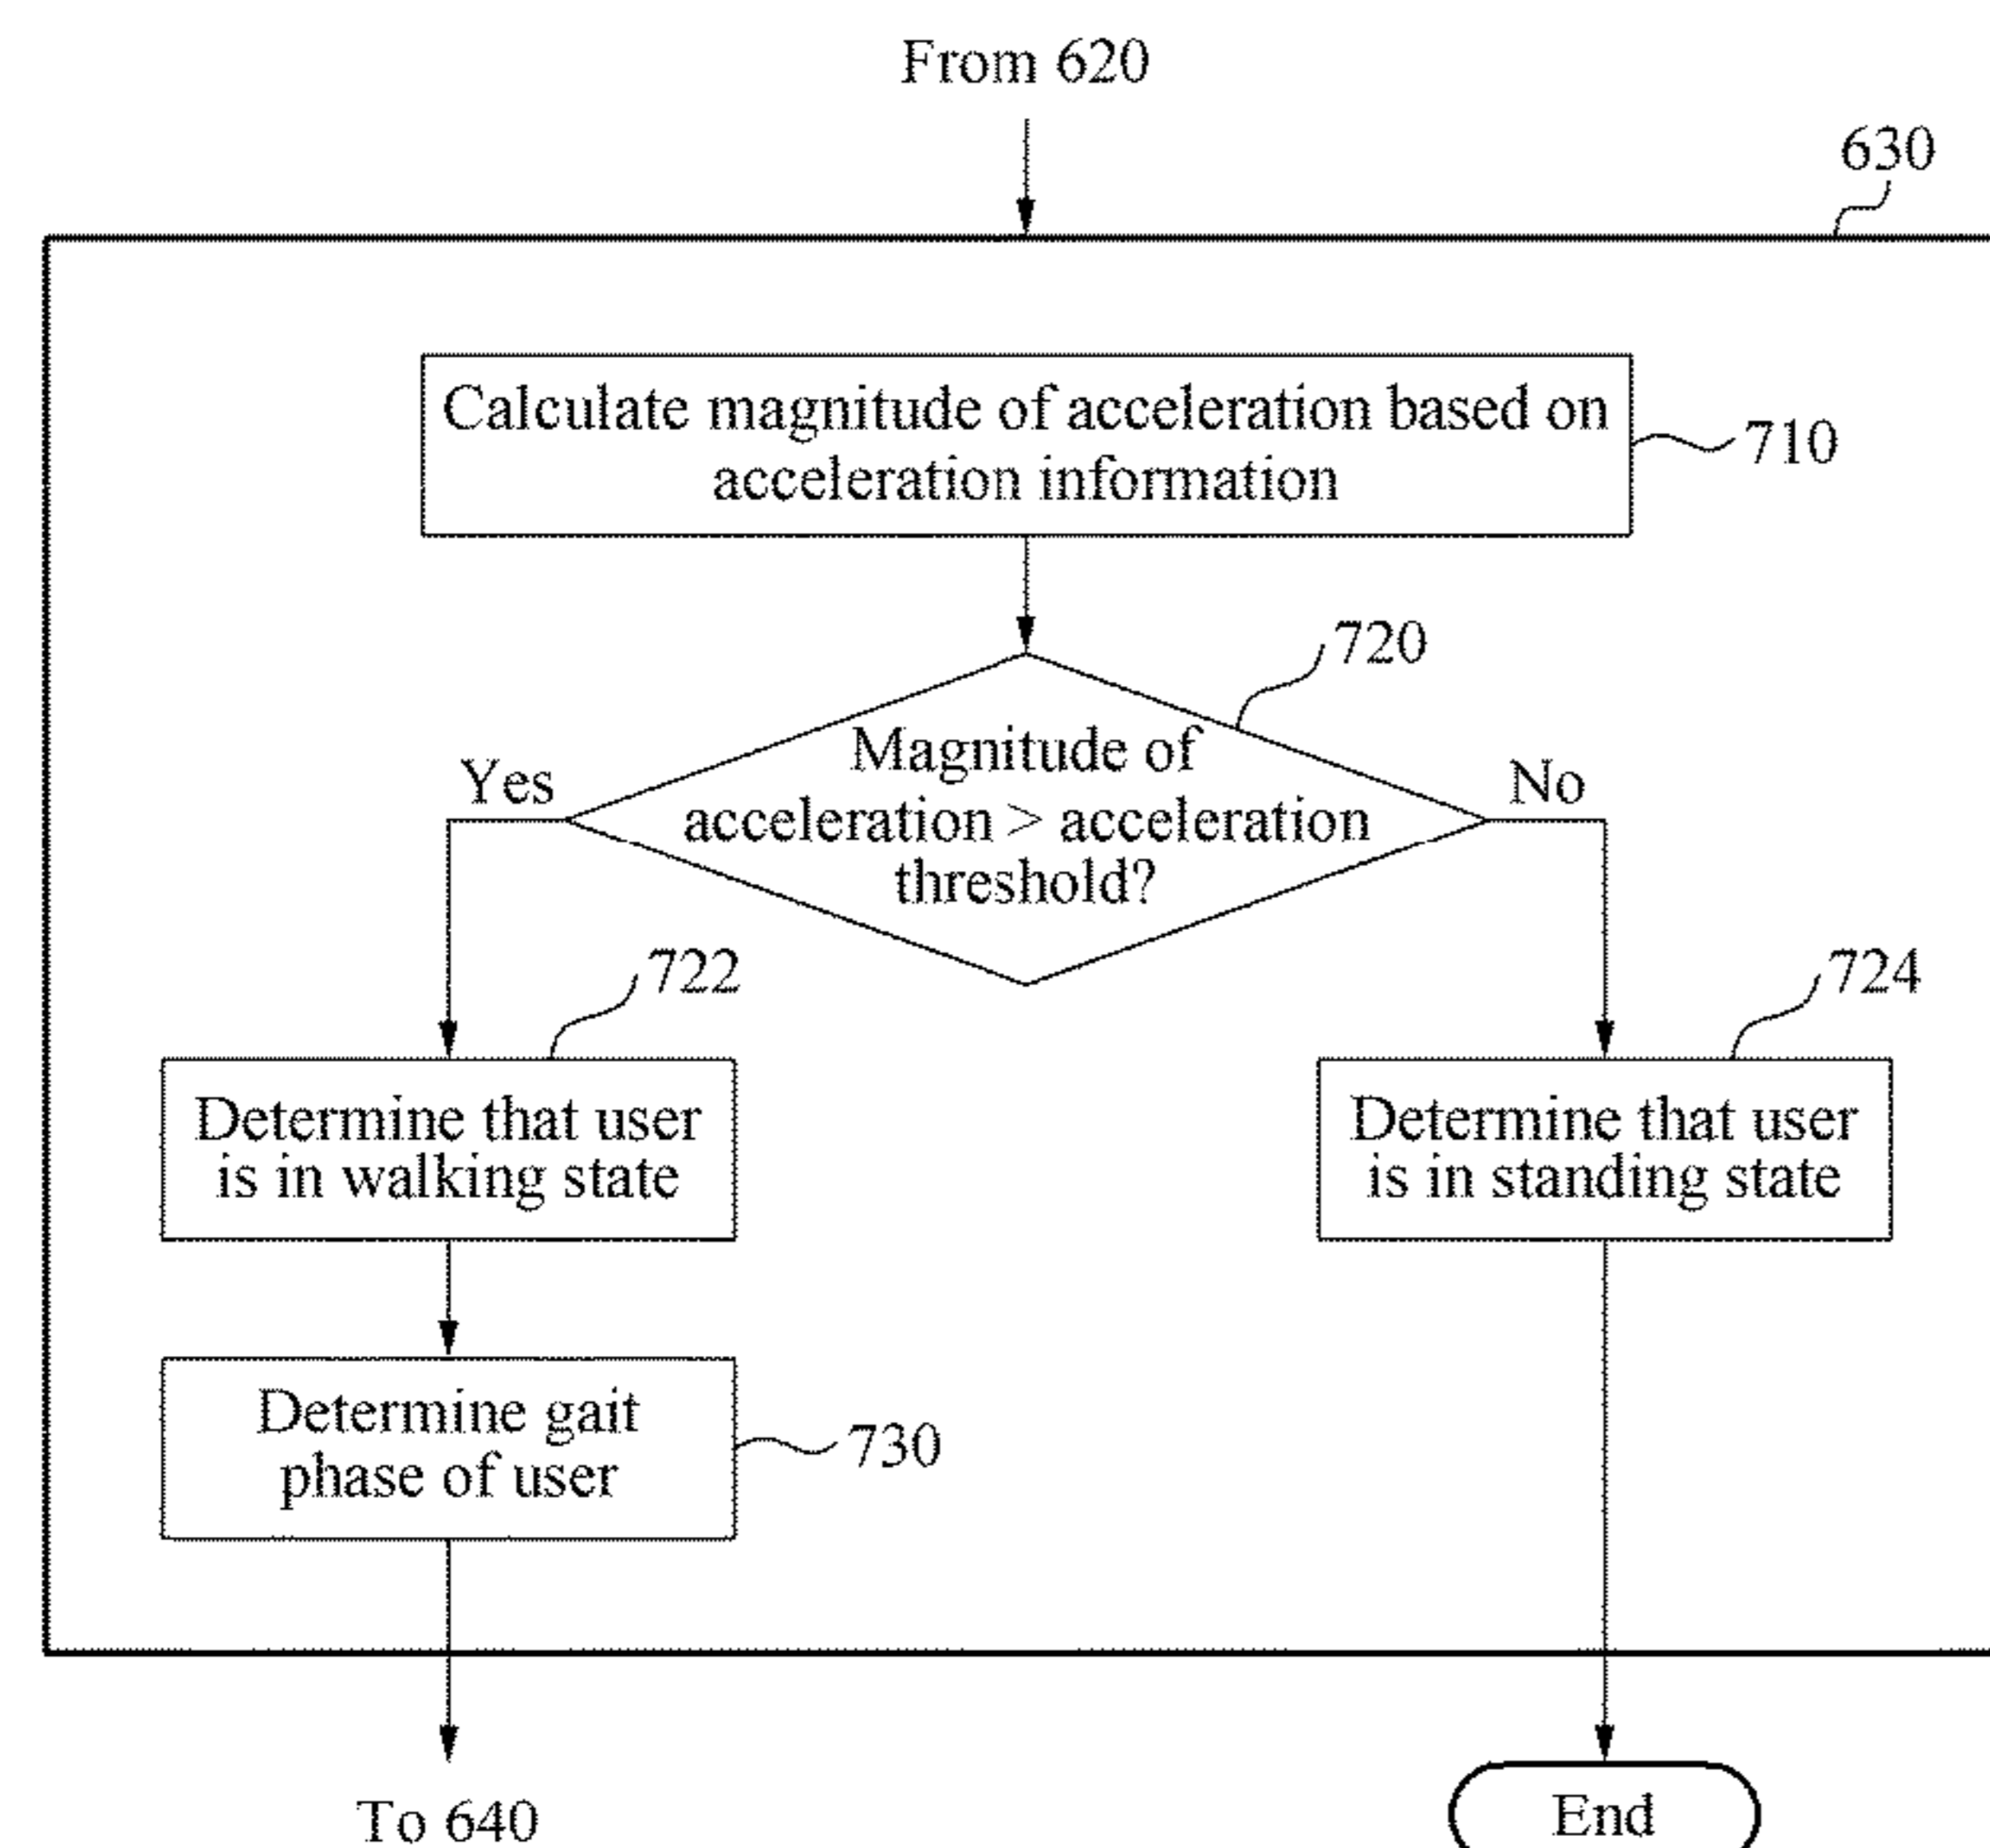 From 620
630
Calculate magnitude of acceleration based on
acceleration information
710
720
Magnitude of
acceleration > acceleration
threshold?
Yes
No
722
724
Determine that user
is in walking state
Determine that user
is in standing state
Determine gait
phase of user
730
To 640
End